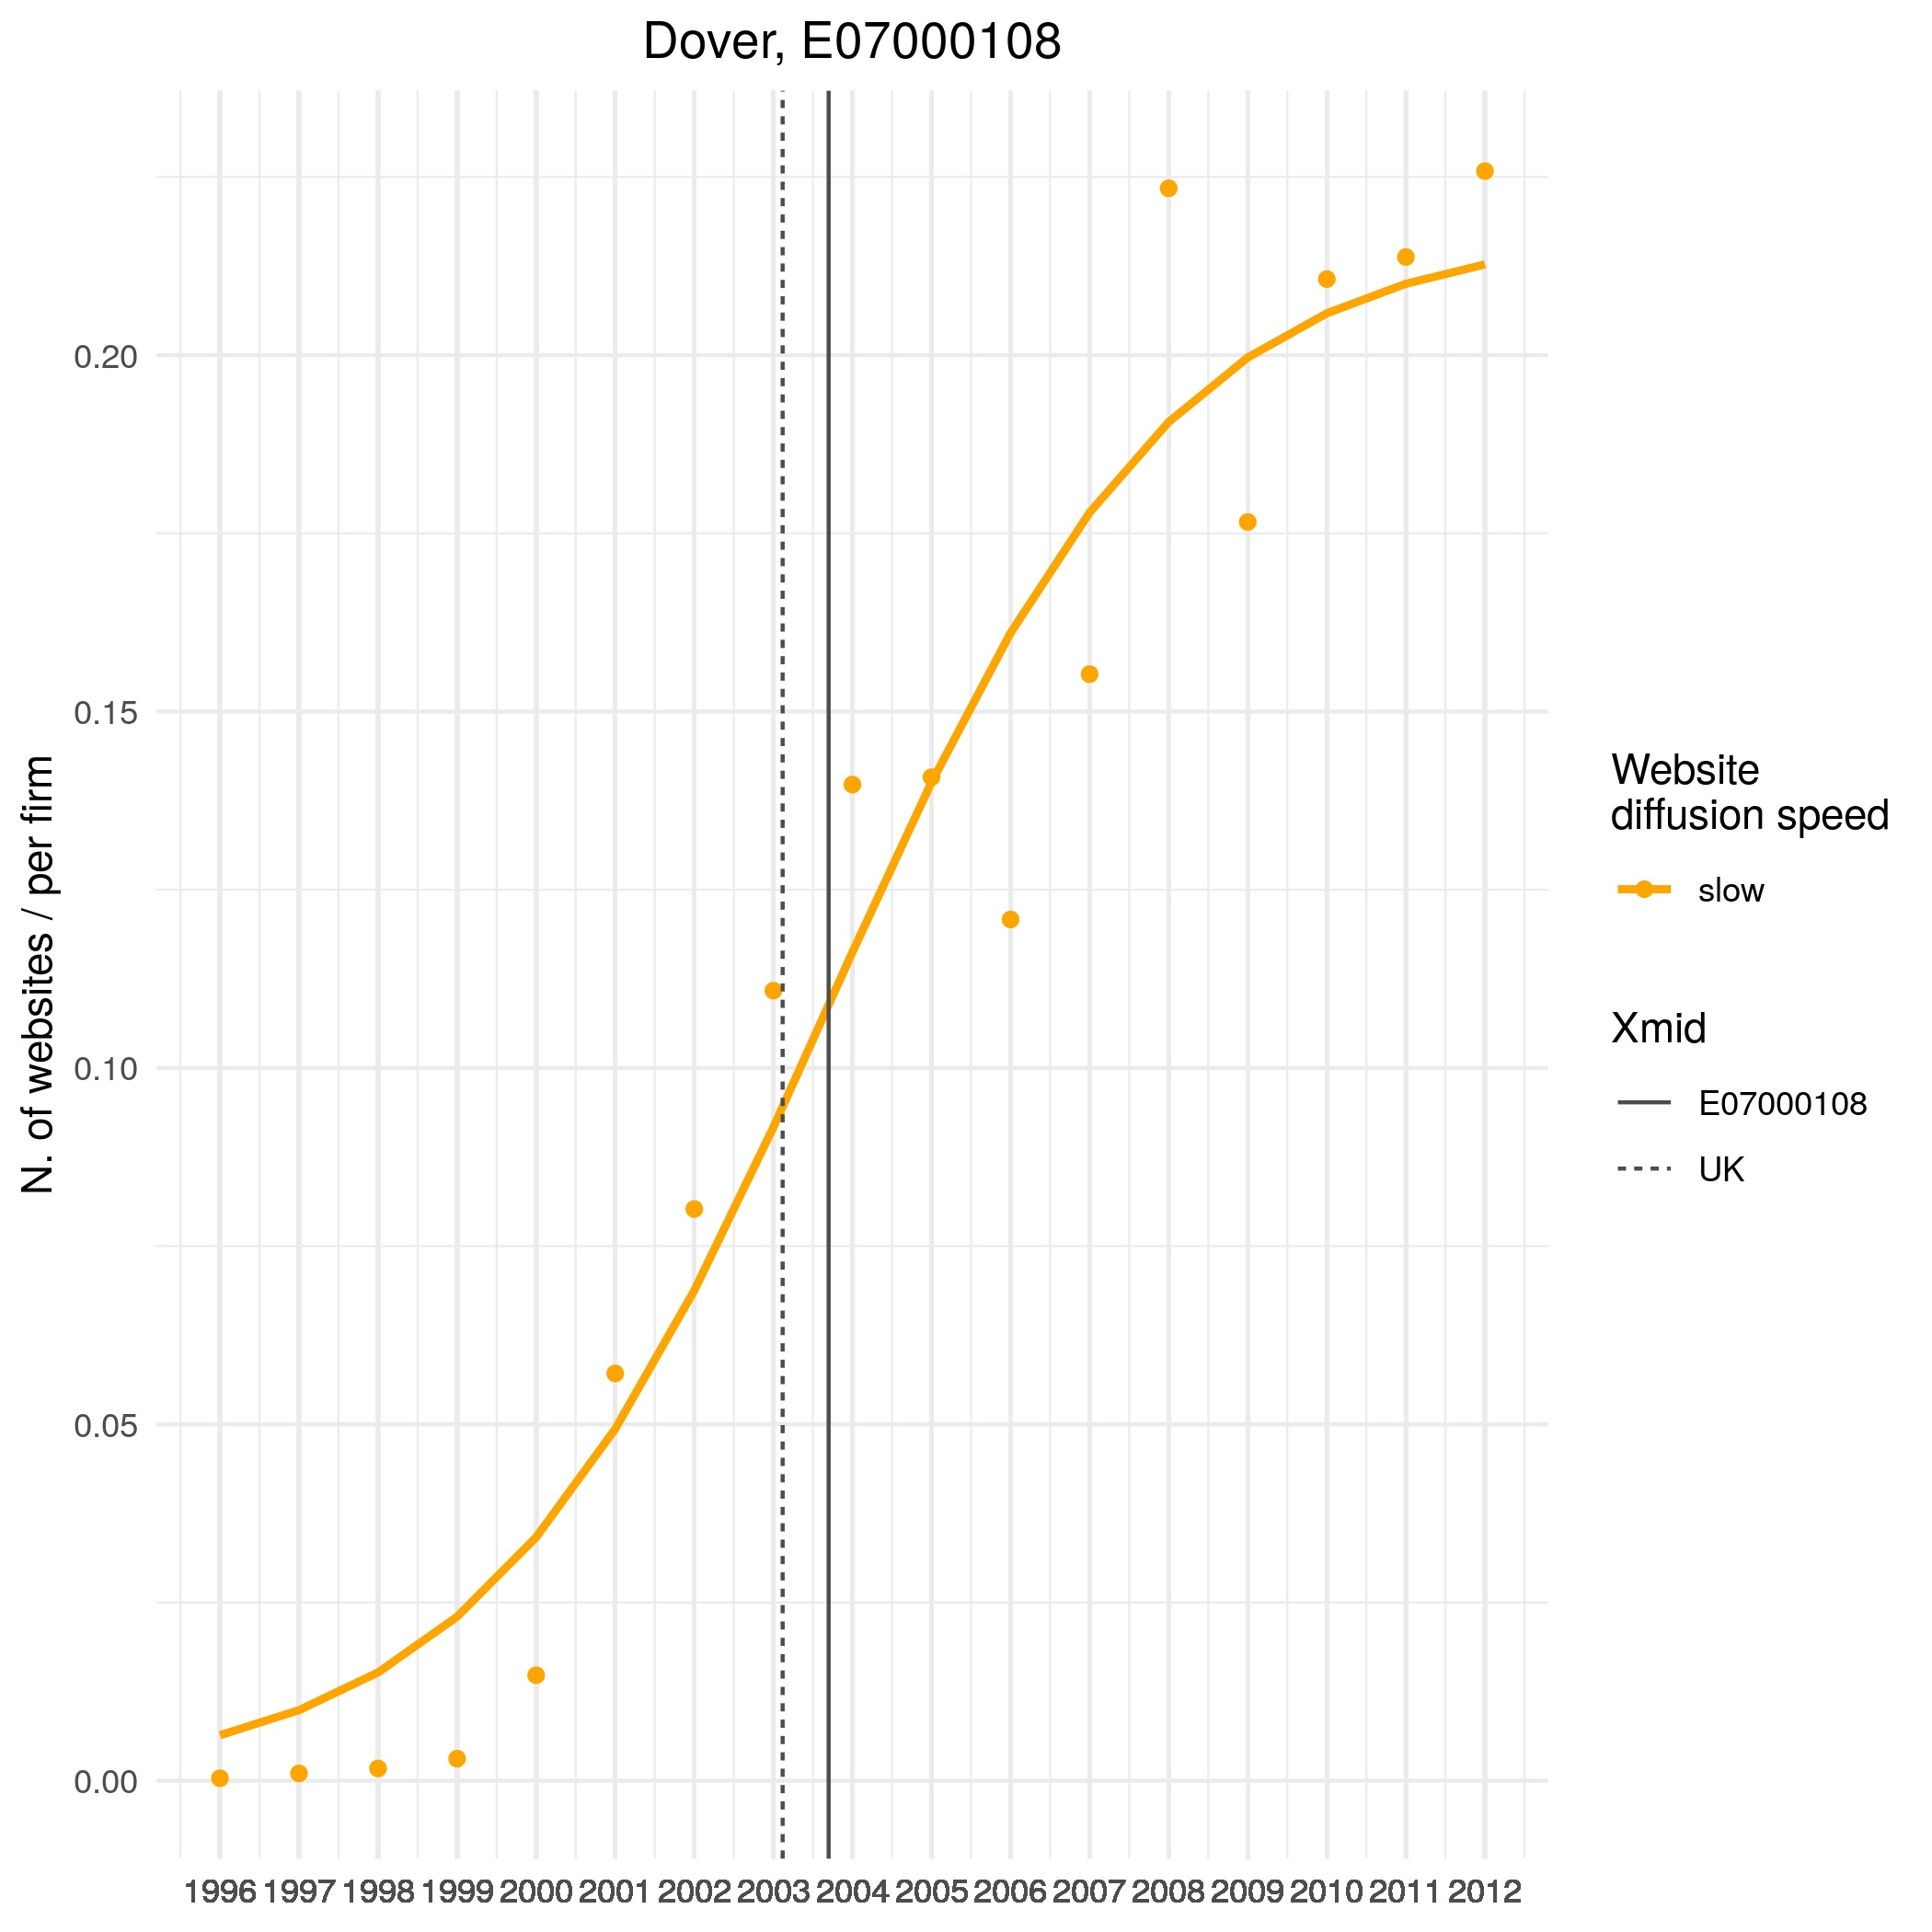 Dover, E07000108
N. of websites / per firm
0.20
0.15
0.10
0.05
0.00
1996 1997 1998 1999 2000 2001 2002 2003 2004 2005 2006 2007 2008 2009 2010 2011 2012
Website
diffusion speed
slow
Xmid
E07000108
UK